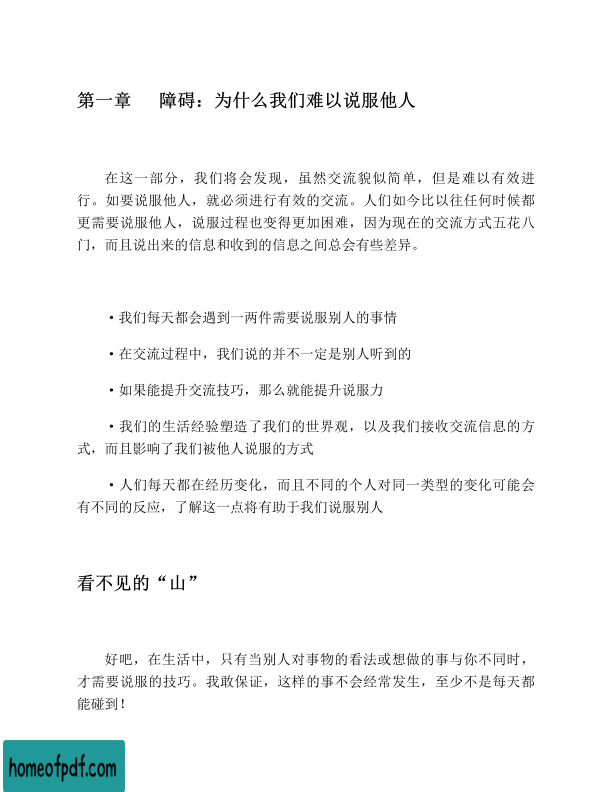 第一章　障碍：为什么我们难以说服他人
在这一部分，我们将会发现，虽然交流貌似简单，但是难以有效进
行。如要说服他人，就必须进行有效的交流。人们如今比以往任何时候都
更需要说服他人，说服过程也变得更加困难，因为现在的交流方式五花八
门，而且说出来的信息和收到的信息之间总会有些差异。
·我们每天都会遇到一两件需要说服别人的事情
·在交流过程中，我们说的并不一定是别人听到的
·如果能提升交流技巧，那么就能提升说服力
·我们的生活经验塑造了我们的世界观，以及我们接收交流信息的方
式，而且影响了我们被他人说服的方式
·人们每天都在经历变化，而且不同的个人对同一类型的变化可能会
有不同的反应，了解这一点将有助于我们说服别人
看不见的“山”
好吧，在生活中，只有当别人对事物的看法或想做的事与你不同时，
才需要说服的技巧。我敢保证，这样的事不会经常发生，至少不是每天都
能碰到！
homeofpdf.com